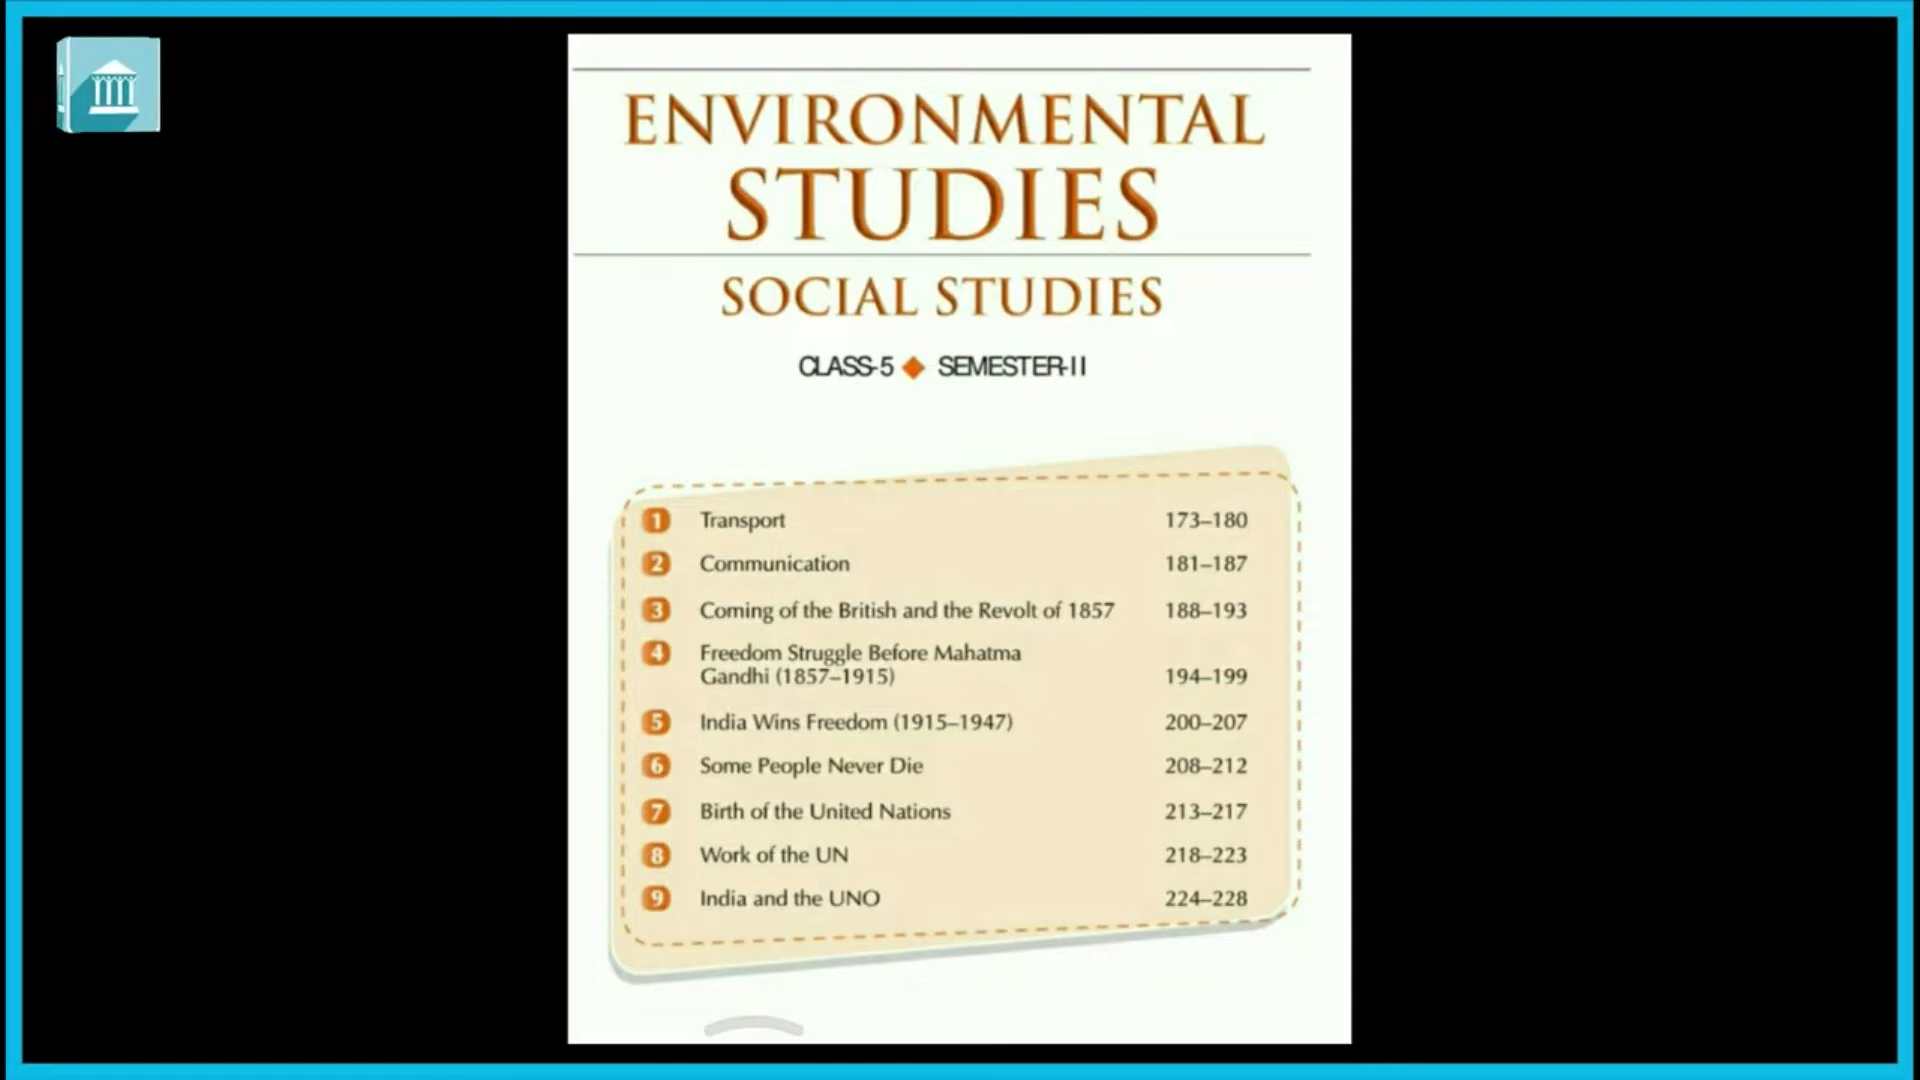 ENVIRONMENTAL
STUDIES
SOCIAL STUDIES
CLASS-5 ◆ SEMESTER-II
1 Transport 173–180
2 Communication 181–187
3 Coming of the British and the Revolt of 1857 188–193
4 Freedom Struggle Before Mahatma
Gandhi (1857–1915) 194–199
5 India Wins Freedom (1915–1947) 200–207
6 Some People Never Die 208–212
7 Birth of the United Nations 213–217
8 Work of the UN 218–223
9 India and the UNO 224–228